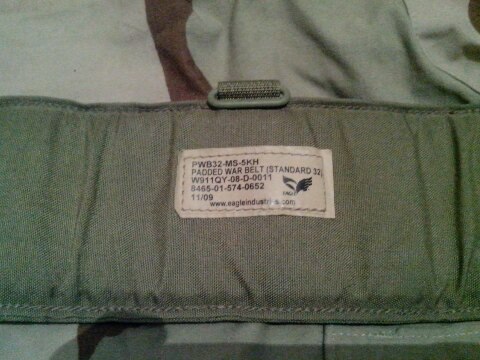 PWB32-MS-5KH
PADDED WAR BELT (STANDARD 32)
W911QY-08-D-0011
8465-01-574-0652
EAGLE
11/09
www.eagleindustries.com